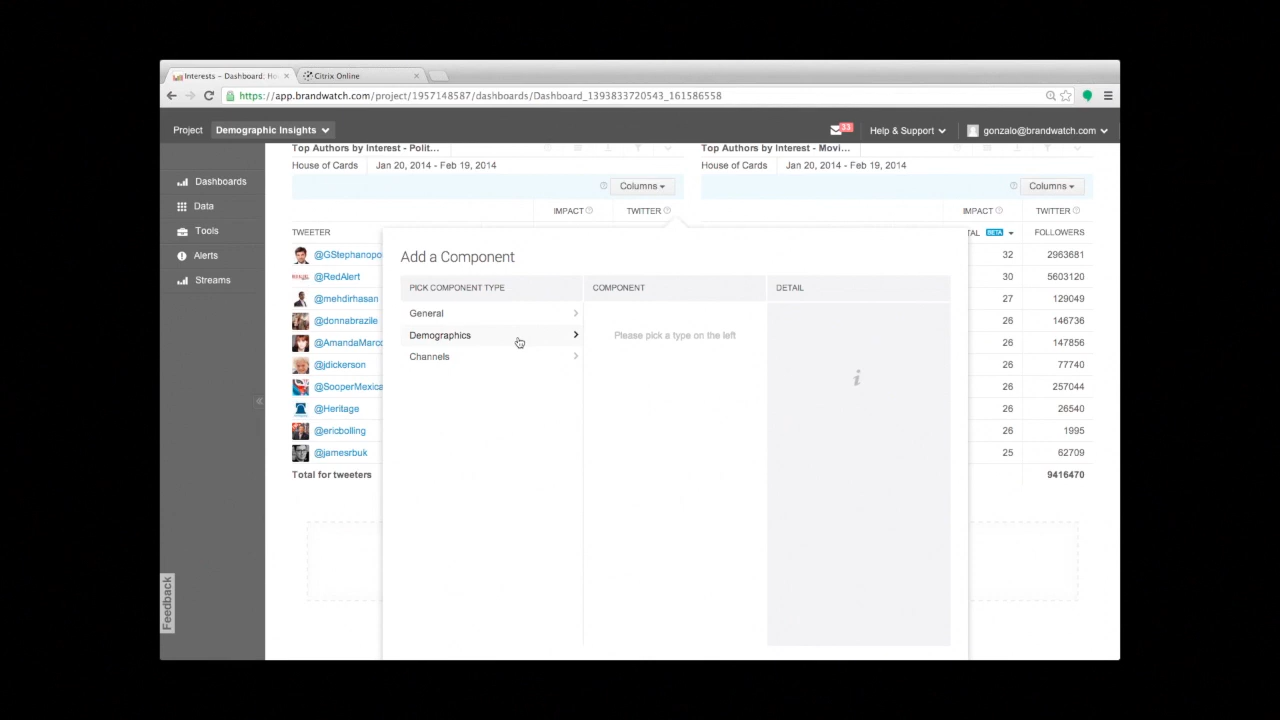 Interests - Dashboard: Ho
Citrix Online
https://app.brandwatch.com/project/1957148587/dashboards/Dashboard_1393833720543_161586558
Project
Demographic Insights
33
Help & Support
gonzalo@brandwatch.com
Dashboards
Data
Tools
Alerts
Streams
Feedback
Top Authors by Interest - Polit...
House of Cards
Jan 20, 2014 - Feb 19, 2014
Columns
IMPACT
TWITTER
TWEETER
@GStephanopo
@RedAlert
@mehdirhasan
@donnabrazile
@AmandaMarco
@jdickerson
@SooperMexica
@Heritage
@ericbolling
@jamesrbuk
Total for tweeters
Top Authors by Interest - Movi...
House of Cards
Jan 20, 2014 - Feb 19, 2014
Columns
IMPACT
TWITTER
TAL BETA FOLLOWERS
32 2963681
30 5603120
27 129049
26 146736
26 147856
26 77740
26 257044
26 26540
26 1995
25 62709
9416470
Add a Component
PICK COMPONENT TYPE
COMPONENT
DETAIL
General
Demographics
Channels
Please pick a type on the left